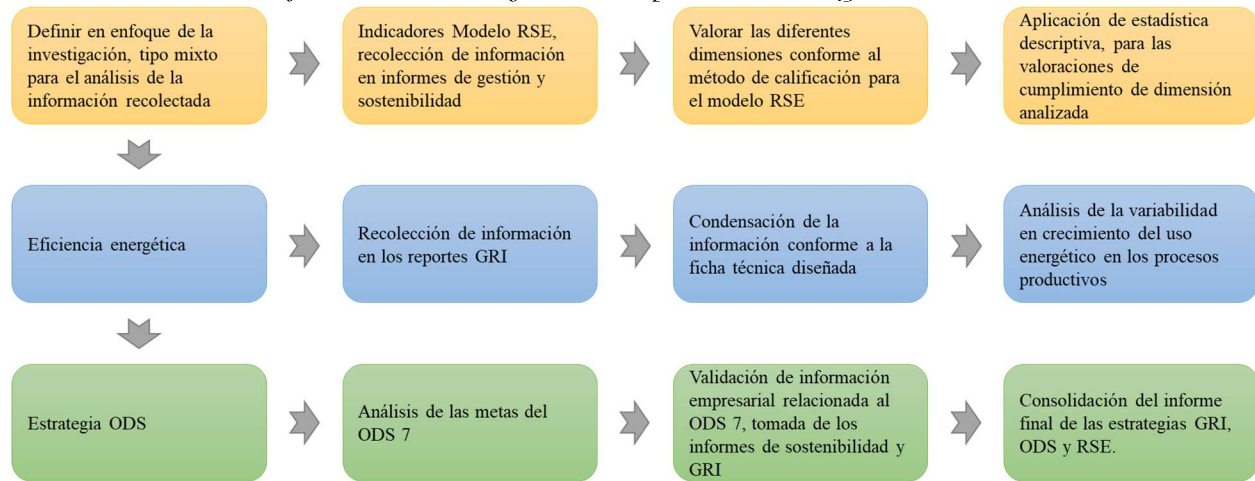 Definir en enfoque de la
investigación, tipo mixto
para el análisis de la
información recolectada
Indicadores Modelo RSE,
recolección de información
en informes de gestión y
sostenibilidad
Valorar las diferentes
dimensiones conforme al
método de calificación para
el modelo RSE
Aplicación de estadística
descriptiva, para las
valoraciones de
cumplimiento de dimensión
analizada
Eficiencia energética
Recolección de información
en los reportes GRI
Condensación de la
información conforme a la
ficha técnica diseñada
Análisis de la variabilidad
en crecimiento del uso
energético en los procesos
productivos
Estrategia ODS
Análisis de las metas del
ODS 7
Validación de información
empresarial relacionada al
ODS 7, tomada de los
informes de sostenibilidad y
GRI
Consolidación del informe
final de las estrategias GRI,
ODS y RSE.